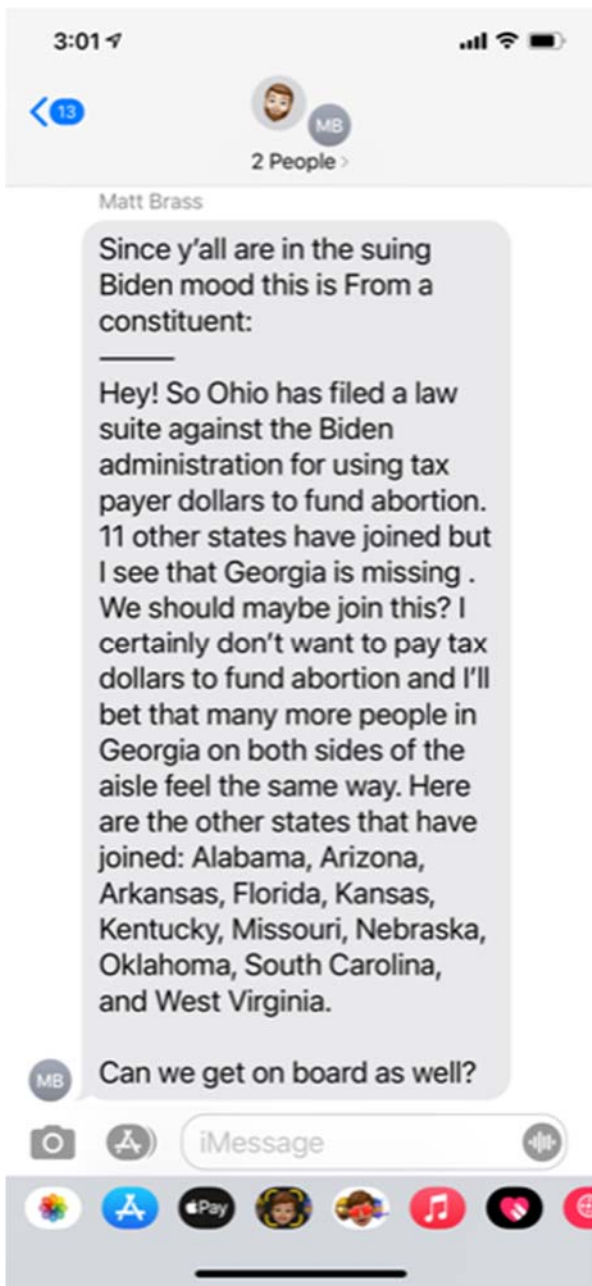 3:01
13
MB
2 People >
Matt Brass
Since y'all are in the suing
Biden mood this is From a
constituent:
Hey! So Ohio has filed a law
suite against the Biden
administration for using tax
payer dollars to fund abortion.
11 other states have joined but
I see that Georgia is missing .
We should maybe join this? I
certainly don't want to pay tax
dollars to fund abortion and I'll
bet that many more people in
Georgia on both sides of the
aisle feel the same way. Here
are the other states that have
joined: Alabama, Arizona,
Arkansas, Florida, Kansas,
Kentucky, Missouri, Nebraska,
Oklahoma, South Carolina,
and West Virginia.
Can we get on board as well?
MB
iMessage
Pay